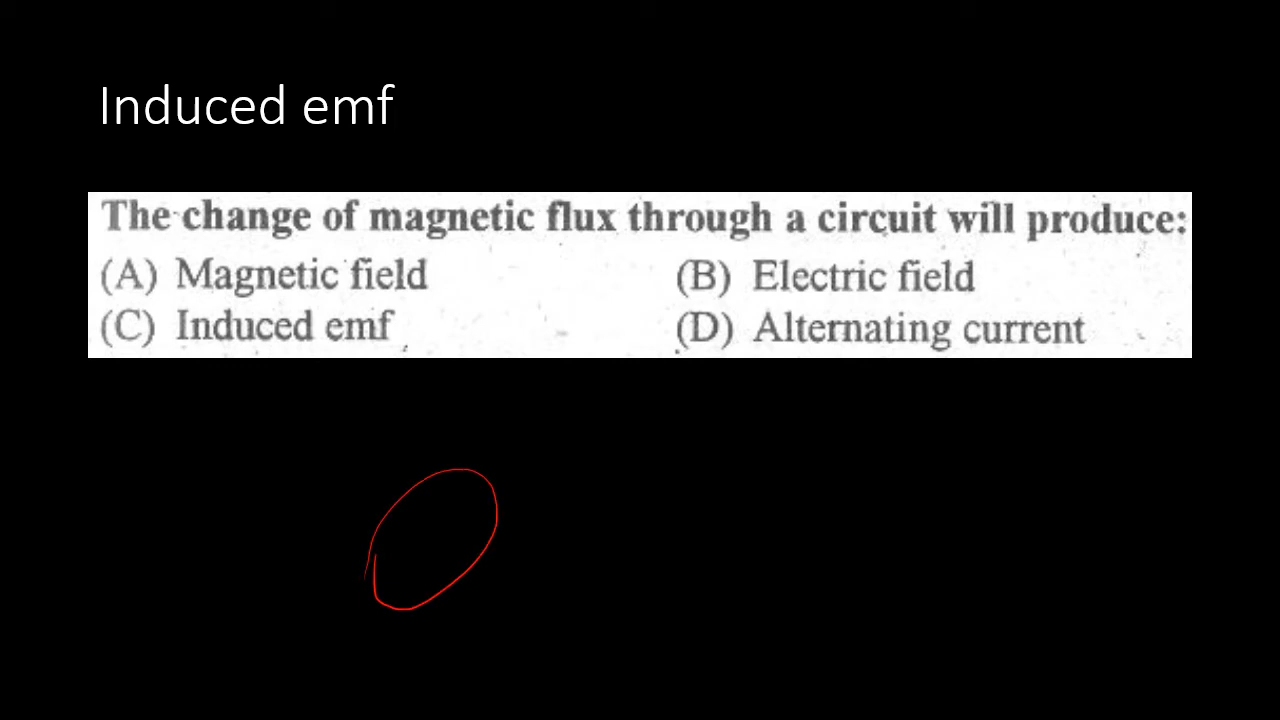 Induced emf
The change of magnetic flux through a circuit will produce:
(A) Magnetic field (B) Electric field
(C) Induced emf (D) Alternating current